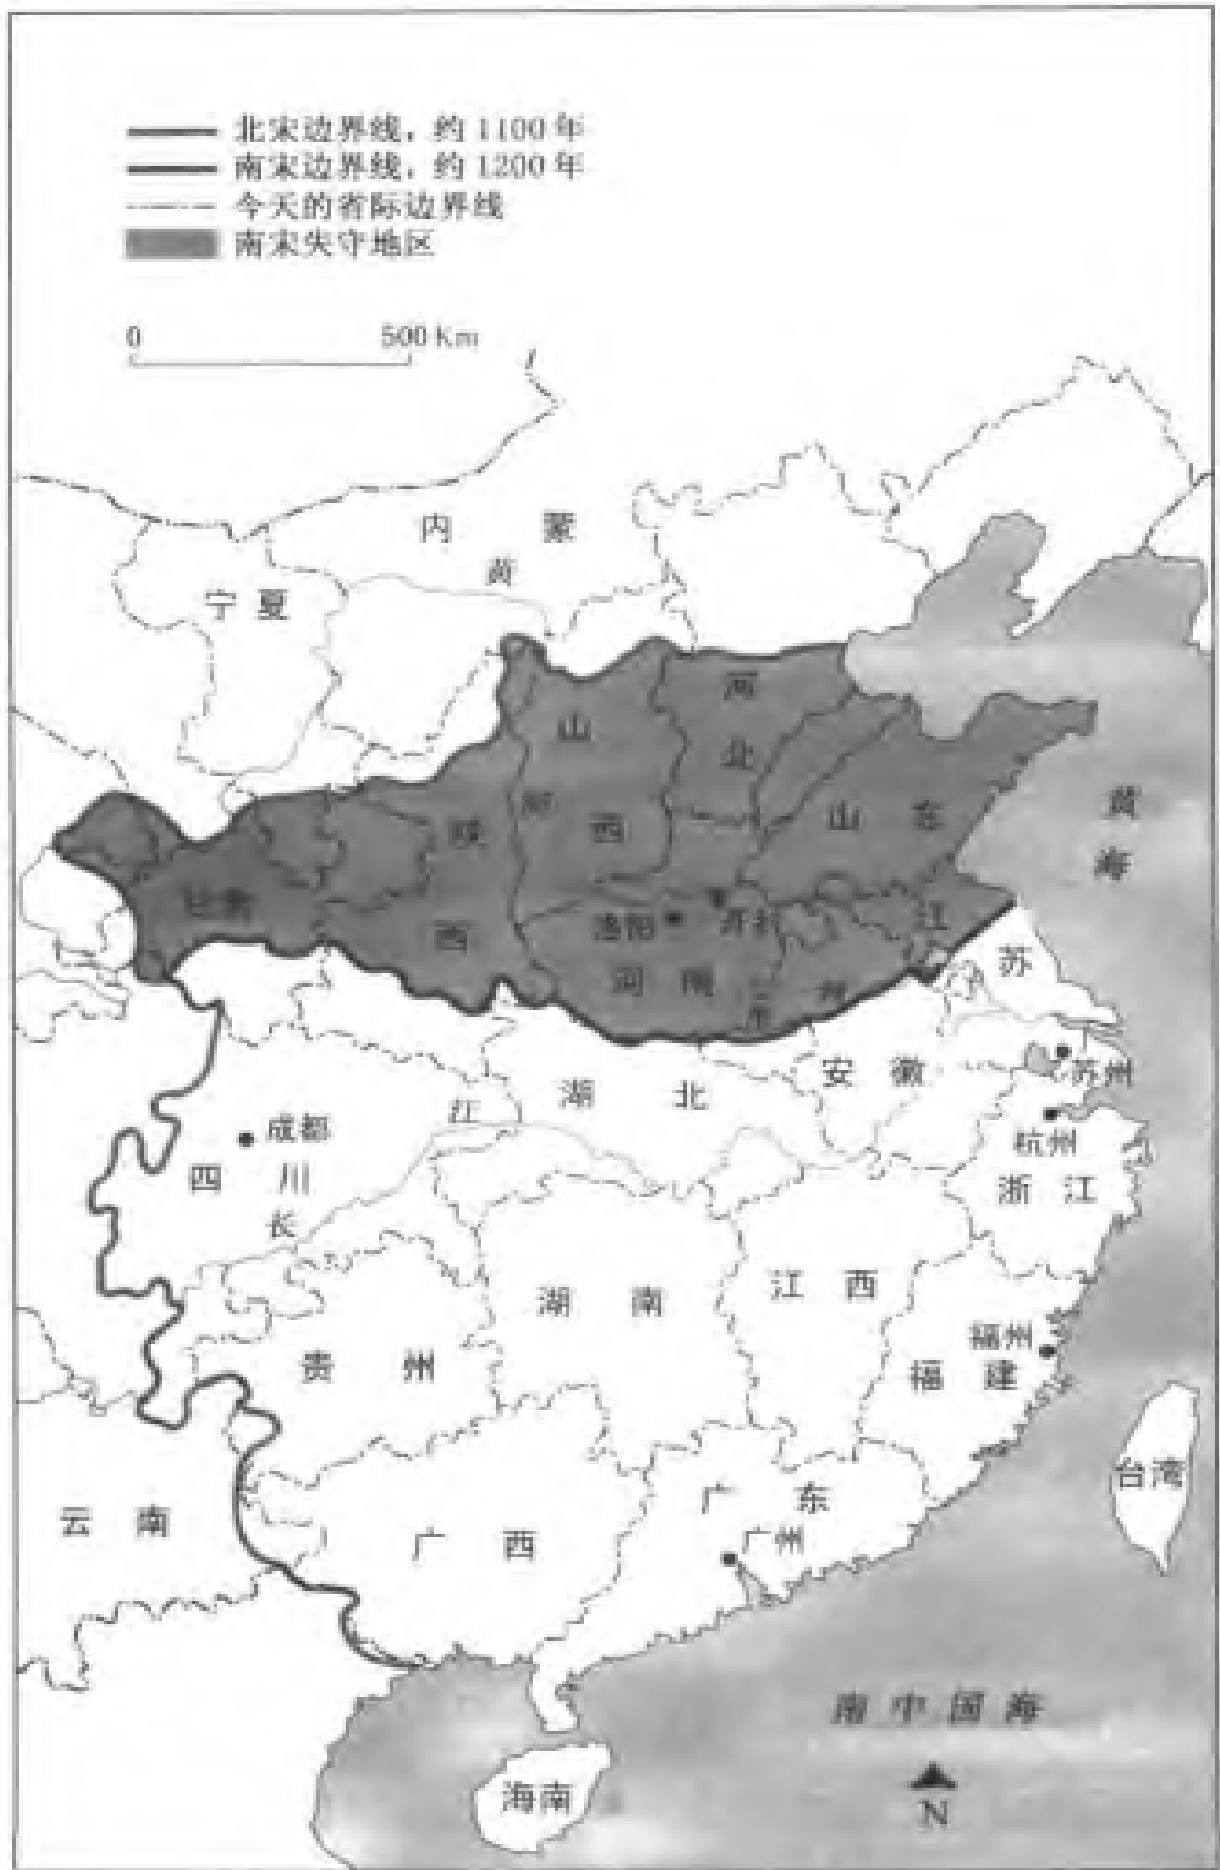 北宋边界线，约1100年
南宋边界线，约1200年
今天的省际边界线
南宋失守地区
0 500 Km
内蒙
黄
宁夏
河北
山西
陕西
山东
黄海
甘肃
洛阳
开封
河南
江苏
安徽
苏州
湖北
江
成都
杭州
四川
浙江
长
江西
湖南
福州
贵州
福建
台湾
广东
云南
广西
广州
南中国海
海南
N